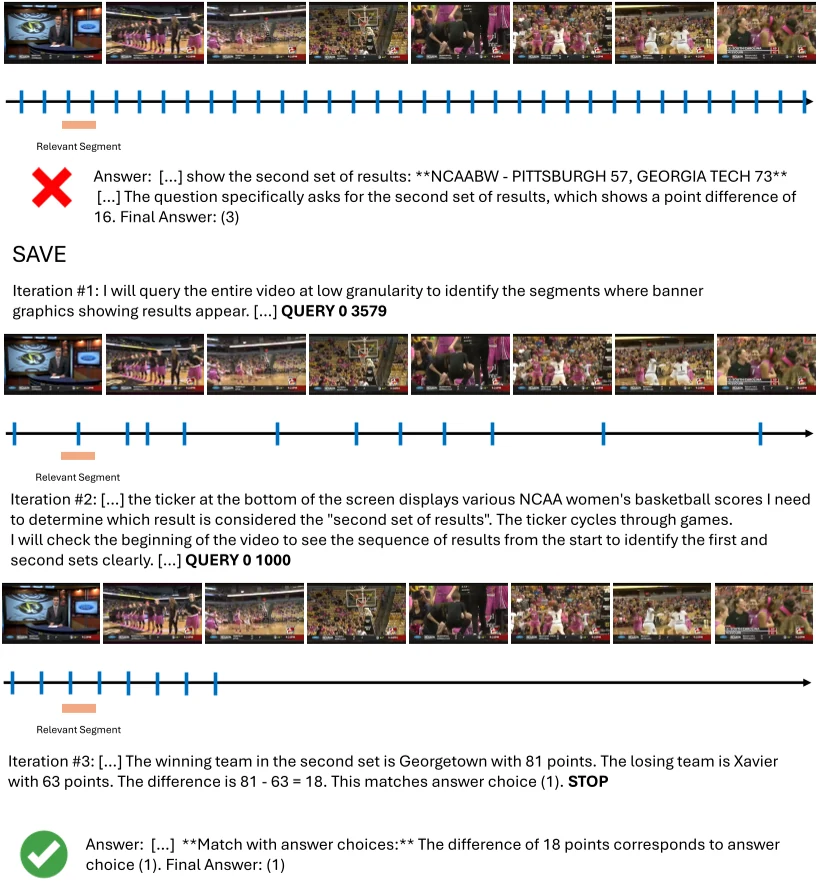 Relevant Segment
Answer: [...] show the second set of results: **NCAABW - PITTSBURGH 57, GEORGIA TECH 73**
[...] The question specifically asks for the second set of results, which shows a point difference of
16. Final Answer: (3)
SAVE
Iteration #1: I will query the entire video at low granularity to identify the segments where banner
graphics showing results appear. [...] QUERY 0 3579
Relevant Segment
Iteration #2: [...] the ticker at the bottom of the screen displays various NCAA women's basketball scores I need
to determine which result is considered the "second set of results". The ticker cycles through games.
I will check the beginning of the video to see the sequence of results from the start to identify the first and
second sets clearly. [...] QUERY 0 1000
Relevant Segment
Iteration #3: [...] The winning team in the second set is Georgetown with 81 points. The losing team is Xavier
with 63 points. The difference is 81 - 63 = 18. This matches answer choice (1). STOP
Answer: [...] **Match with answer choices:** The difference of 18 points corresponds to answer
choice (1). Final Answer: (1)